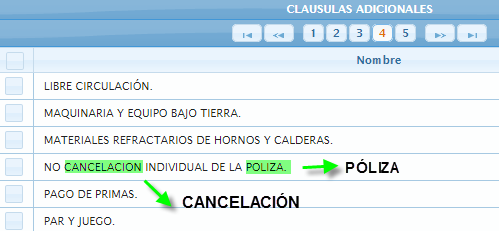 CLAUSULAS ADICIONALES
1 2 3 4 5
Nombre
LIBRE CIRCULACIÓN.
MAQUINARIA Y EQUIPO BAJO TIERRA.
MATERIALES REFRACTARIOS DE HORNOS Y CALDERAS.
NO CANCELACION INDIVIDUAL DE LA POLIZA. PÓLIZA
PAGO DE PRIMAS.
CANCELACIÓN
PAR Y JUEGO.